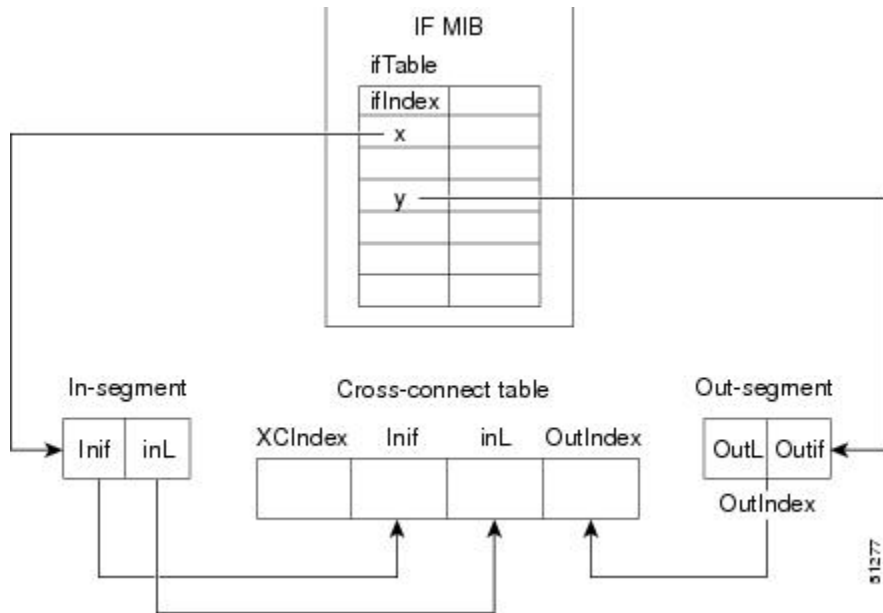 IF MIB
ifTable
ifIndex
x
y
In-segment
Cross-connect table
Out-segment
XCIndex Inif inL OutIndex
Inif inL
OutL Outif
OutIndex
51277